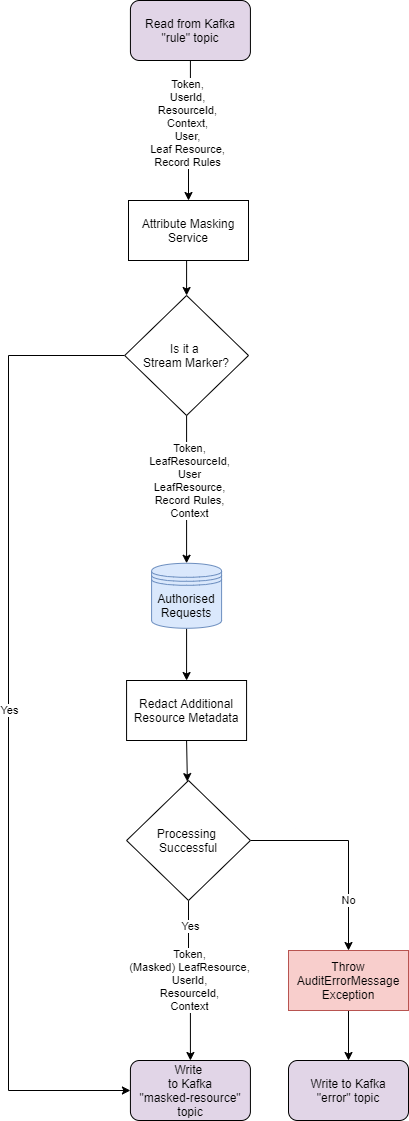 Read from Kafka
"rule" topic
Token,
UserId,
ResourceId,
Context,
User,
Leaf Resource,
Record Rules
Attribute Masking
Service
Is it a
Stream Marker?
Token,
LeafResourceId,
User
LeafResource,
Record Rules,
Context
Authorised
Requests
Redact Additional
Resource Metadata
Yes
Processing
Successful
No
Yes
Token,
(Masked) LeafResource,
UserId,
ResourceId,
Context
Throw
AuditErrorMessage
Exception
Write
to Kafka
"masked-resource"
topic
Write to Kafka
"error" topic